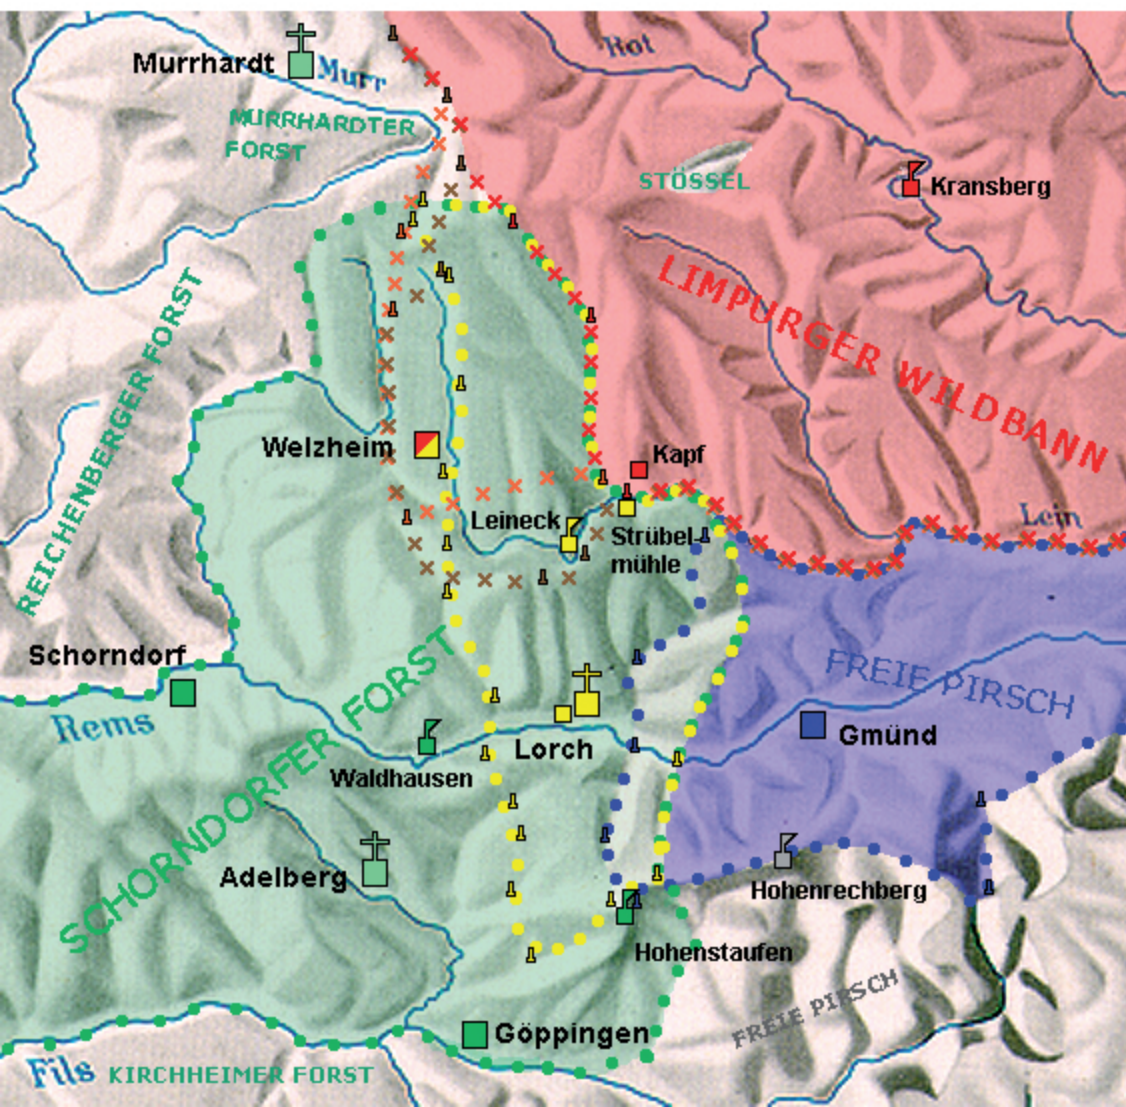 Rot
Murrhardt
Murr
MURRHARDTER
FORST
STÖSSEL
Kransberg
LIMPURGER WILDBANN
REICHENBERGER FORST
Welzheim
Kapf
Leineck
Strübel-
mühle
Lein
Schorndorf
FREIE PIRSCH
Rems
Lorch
Gmünd
Waldhausen
SCHORNDORFER FORST
Adelberg
Hohenrechberg
Hohenstaufen
FREIE PIRSCH
Göppingen
Fils
KIRCHHEIMER FORST